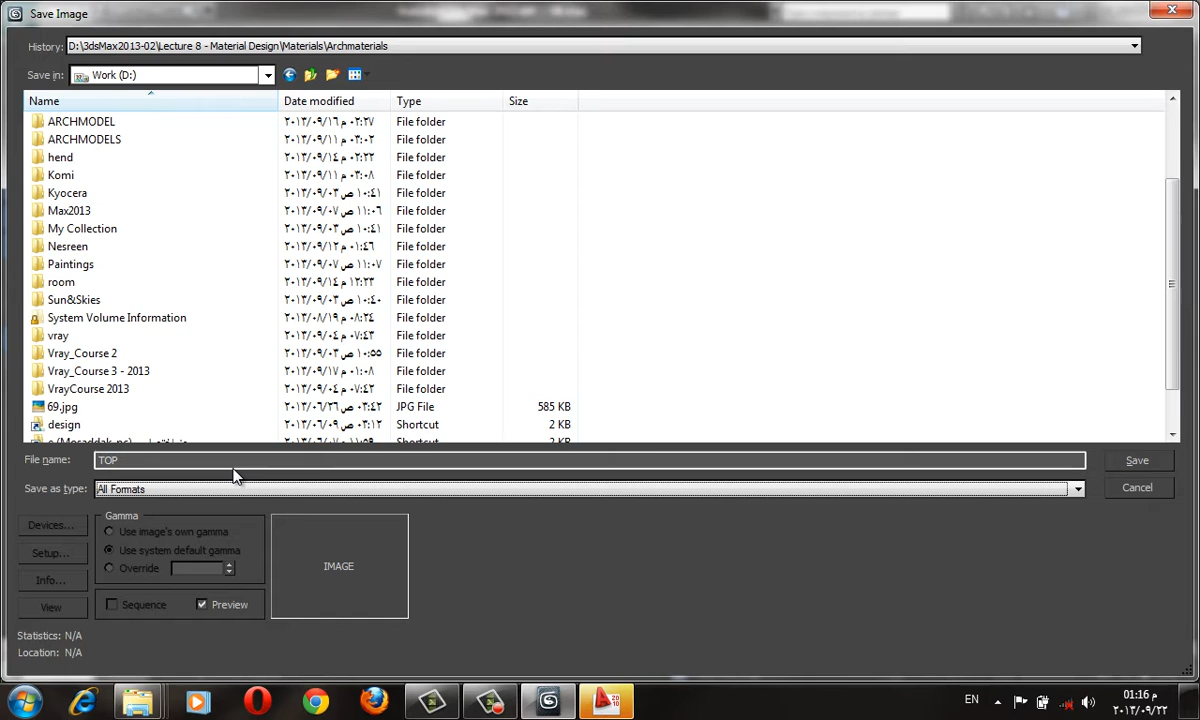 Save Image
History: D:\3dsMax2013-02\Lecture 8 - Material Design\Materials\Archmaterials
Save in: Work (D:)
Name Date modified Type Size
ARCHMODEL ٢٠١٣/٠٩/١٦ م ٠٢:٢٧ File folder
ARCHMODELS ٢٠١٣/٠٩/١١ م ٠٣:٠٢ File folder
hend ٢٠١٣/٠٩/١٤ م ٠٢:٢٢ File folder
Komi ٢٠١٣/٠٩/١١ م ٠٣:٠٨ File folder
Kyocera ٢٠١٣/٠٩/٠٣ ص ١٠:٤١ File folder
Max2013 ٢٠١٣/٠٩/٠٧ ص ١١:٠٦ File folder
My Collection ٢٠١٣/٠٩/٠٣ ص ١٠:٤١ File folder
Nesreen ٢٠١٣/٠٩/١٢ م ٠١:٤٦ File folder
Paintings ٢٠١٣/٠٩/٠٧ ص ١١:٠٧ File folder
room ٢٠١٣/٠٩/١٤ م ١٢:٢٣ File folder
Sun&Skies ٢٠١٣/٠٩/٠٣ ص ١٠:٤٠ File folder
System Volume Information ٢٠١٣/٠٨/١٩ م ٠٨:٢٤ File folder
vray ٢٠١٣/٠٩/٠٤ م ٠٧:٤٣ File folder
Vray_Course 2 ٢٠١٣/٠٩/٠٣ ص ١٠:٥٥ File folder
Vray_Course 3 - 2013 ٢٠١٣/٠٩/١٧ م ٠١:٠٨ File folder
VrayCourse 2013 ٢٠١٣/٠٩/٠٤ م ٠٧:٤٢ File folder
69.jpg ٢٠١٣/٠٦/٢٦ ص ٠٣:٤٢ JPG File 585 KB
design ٢٠١٣/٠٦/٠٩ ص ٠٣:١٢ Shortcut 2 KB
Shortcut 2 KB
File name: TOP Save
Save as type: All Formats Cancel
Devices...
Setup...
Info...
View
Gamma
Use image's own gamma
Use system default gamma
Override
Sequence Preview
IMAGE
Statistics: N/A
Location: N/A
EN
01:16 م
٢٠١٣/٠٩/٢٢